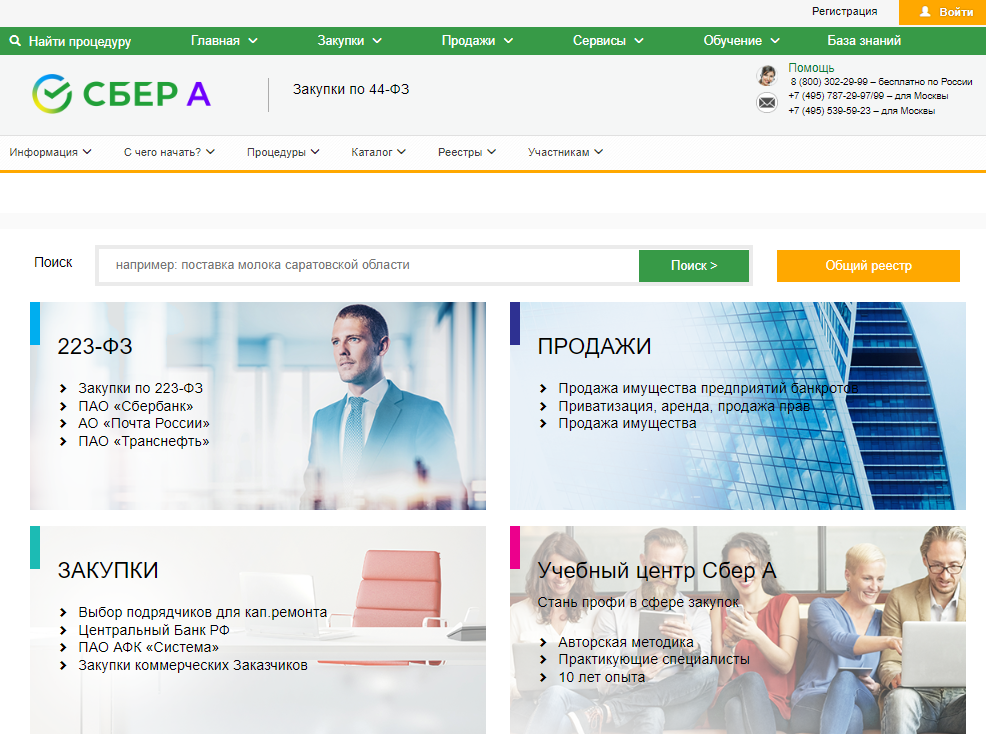 Регистрация
Войти
Найти процедуру
Главная
Закупки
Продажи
Сервисы
Обучение
База знаний
СБЕР А
Закупки по 44-ФЗ
Помощь
8 (800) 302-29-99 – бесплатно по России
+7 (495) 787-29-97/99 – для Москвы
+7 (495) 539-59-23 – для Москвы
Информация
С чего начать?
Процедуры
Каталог
Реестры
Участникам
Поиск
например: поставка молока саратовской области
Поиск >
Общий реестр
223-ФЗ
Закупки по 223-ФЗ
ПАО «Сбербанк»
АО «Почта России»
ПАО «Транснефть»
ПРОДАЖИ
Продажа имущества предприятий банкротов
Приватизация, аренда, продажа прав
Продажа имущества
ЗАКУПКИ
Выбор подрядчиков для кап.ремонта
Центральный Банк РФ
ПАО АФК «Система»
Закупки коммерческих Заказчиков
Учебный центр Сбер А
Стань профи в сфере закупок
Авторская методика
Практикующие специалисты
10 лет опыта